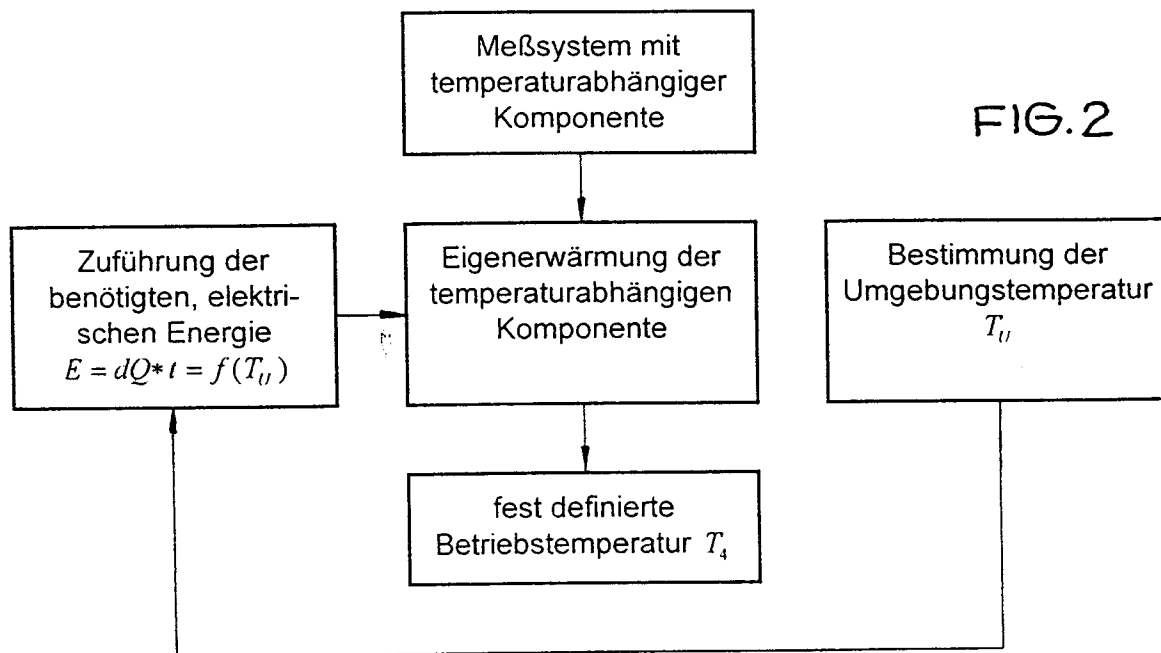 Meßsystem mit
temperaturabhängiger
Komponente
FIG.2
Zuführung der
benötigten, elektri-
schen Energie
E = dQ* t = f(T_U)
Eigenerwärmung der
temperaturabhängigen
Komponente
Bestimmung der
Umgebungstemperatur
T_U
fest definierte
Betriebstemperatur T_4